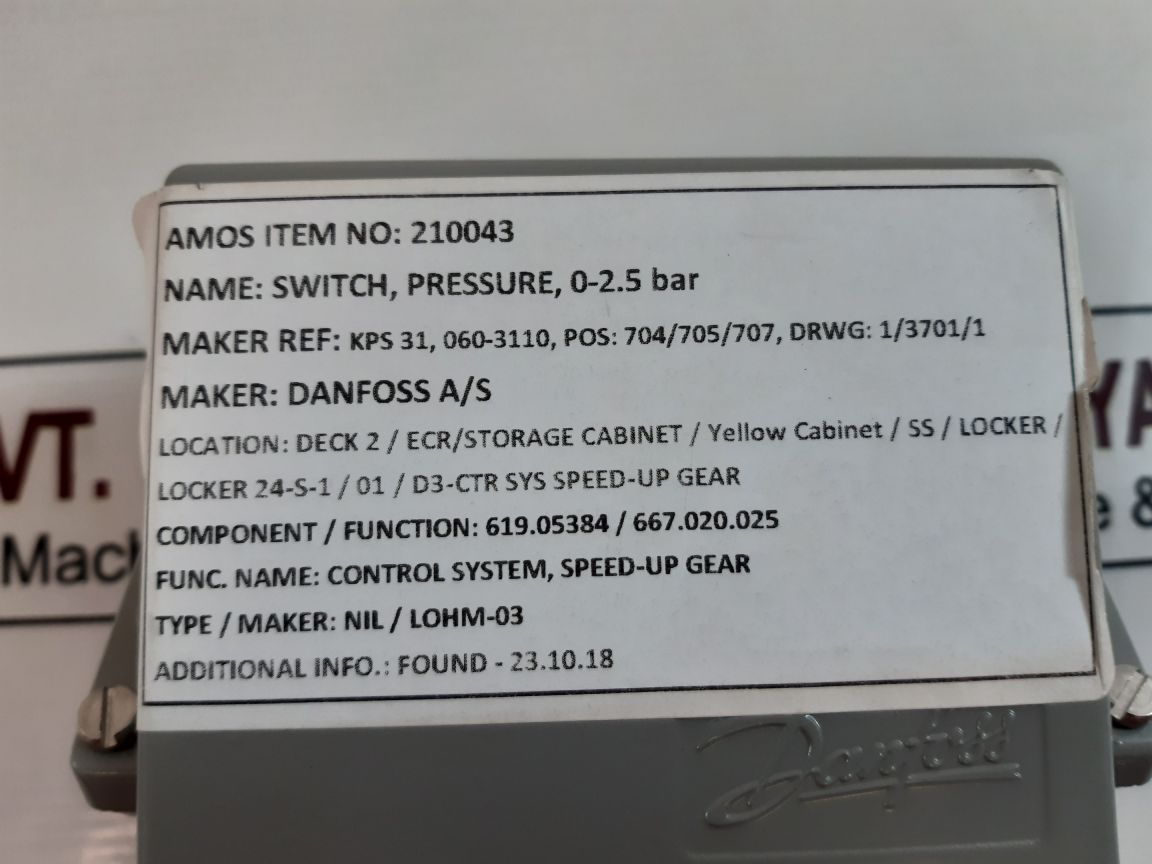 AMOS ITEM NO: 210043
NAME: SWITCH, PRESSURE, 0-2.5 bar
MAKER REF: KPS 31, 060-3110, POS: 704/705/707, DRWG: 1/3701/1
MAKER: DANFOSS A/S
LOCATION: DECK 2 / ECR/STORAGE CABINET / Yellow Cabinet / SS / LOCKER /
LOCKER 24-S-1 / 01 / D3-CTR SYS SPEED-UP GEAR
COMPONENT / FUNCTION: 619.05384 / 667.020.025
FUNC. NAME: CONTROL SYSTEM, SPEED-UP GEAR
TYPE / MAKER: NIL / LOHM-03
ADDITIONAL INFO.: FOUND - 23.10.18
Danfoss
VT.
Mach
YA
e &